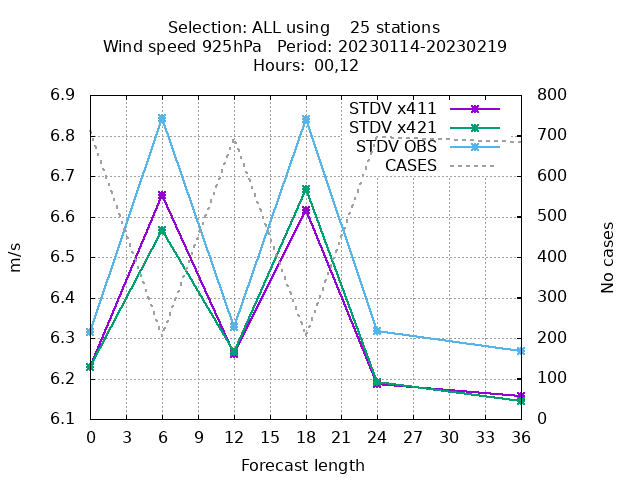 Selection: ALL using    25 stations
Wind speed 925hPa   Period: 20230114-20230219
Hours:  00,12
STDV x411
STDV x421
STDV OBS
CASES
6.9
6.8
6.7
6.6
6.5
6.4
6.3
6.2
6.1
800
700
600
500
400
300
200
100
0
m/s
No cases
0 3 6 9 12 15 18 21 24 27 30 33 36
Forecast length